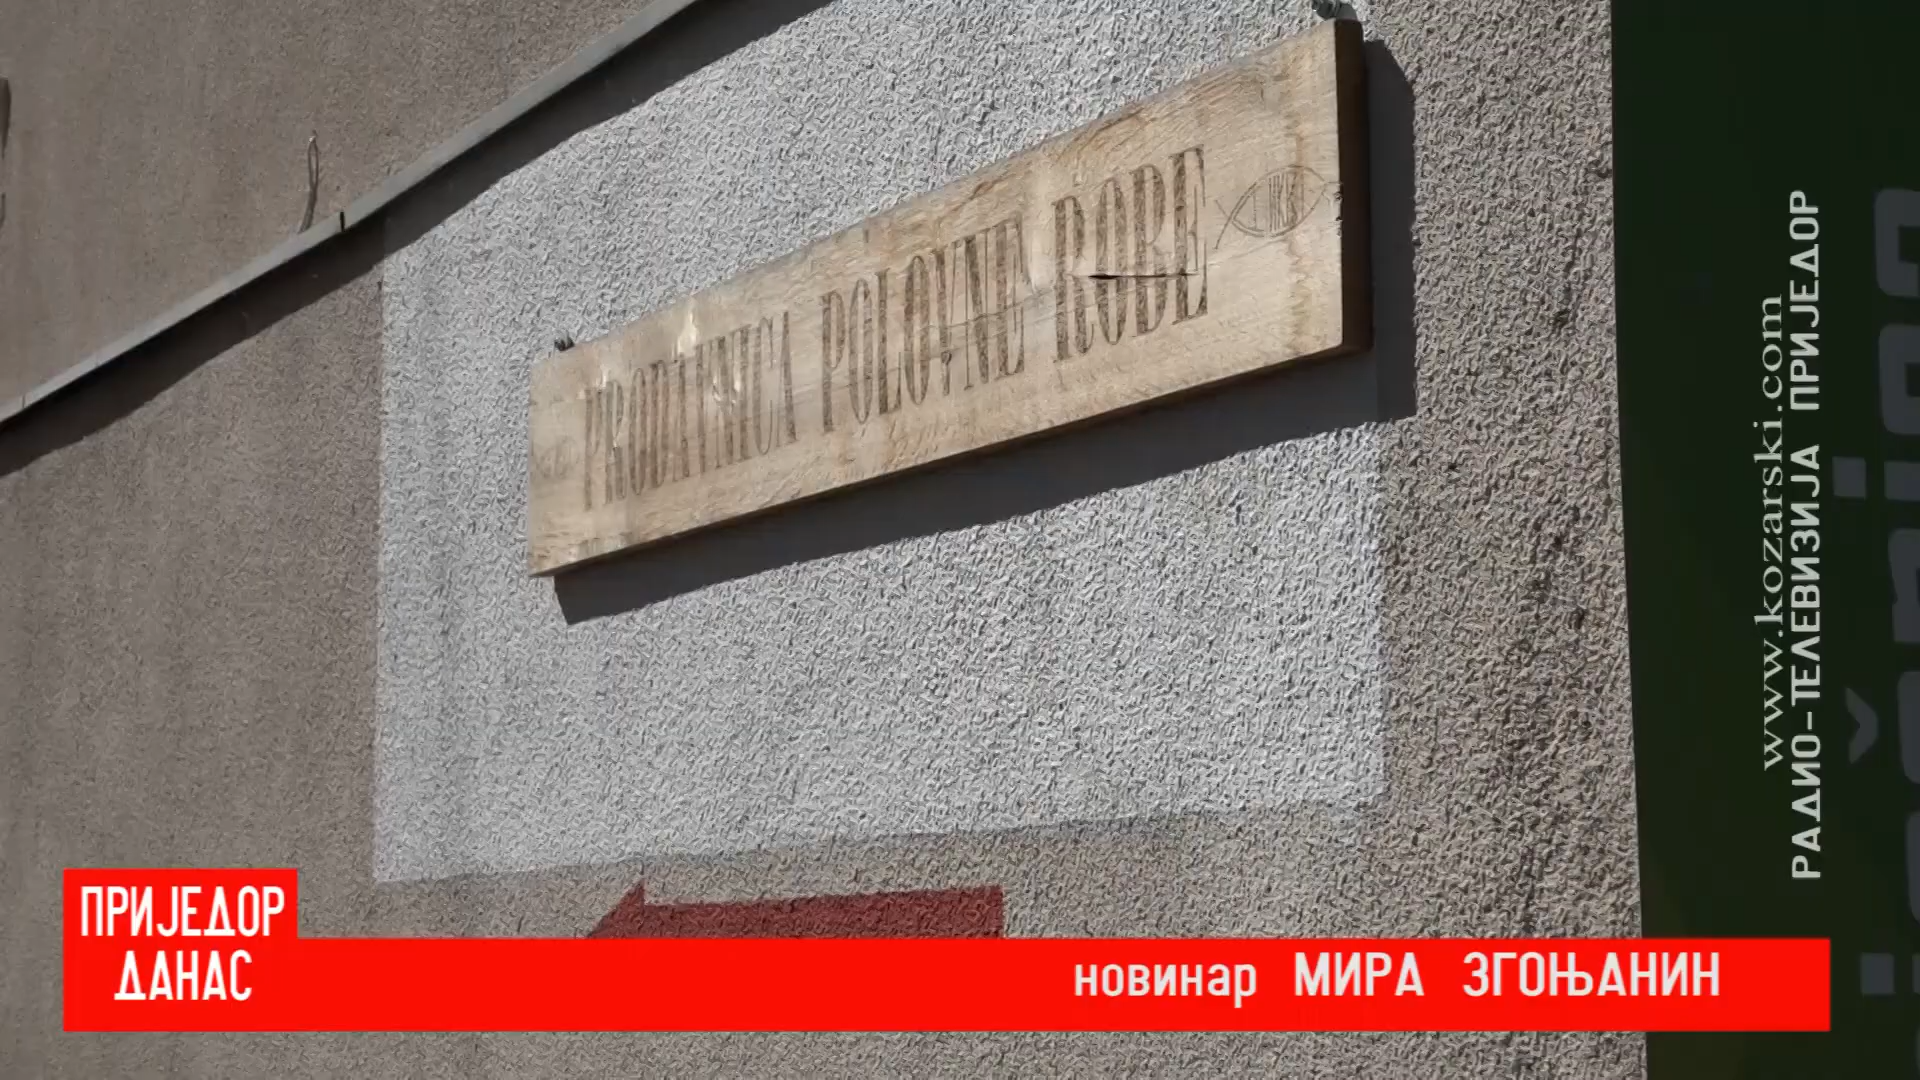 PRODAVNICA POLOVNE ROBE
www.kozarski.com
РАДИО-ТЕЛЕВИЗИЈА ПРИЈЕДОР
ПРИЈЕДОР
ДАНАС
новинар МИРА ЗГОЊАНИН